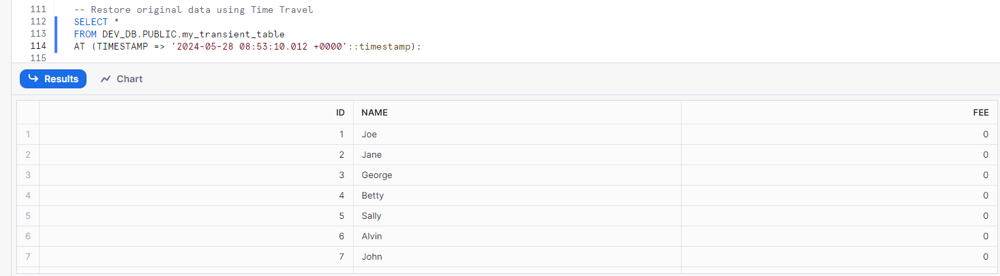 111 -- Restore original data using Time Travel
112 SELECT *
113 FROM DEV_DB.PUBLIC.my_transient_table
114 AT (TIMESTAMP => '2024-05-28 08:53:10.012 +0000'::timestamp);
115
Results Chart
ID NAME FEE
1 1 Joe 0
2 2 Jane 0
3 3 George 0
4 4 Betty 0
5 5 Sally 0
6 6 Alvin 0
7 7 John 0